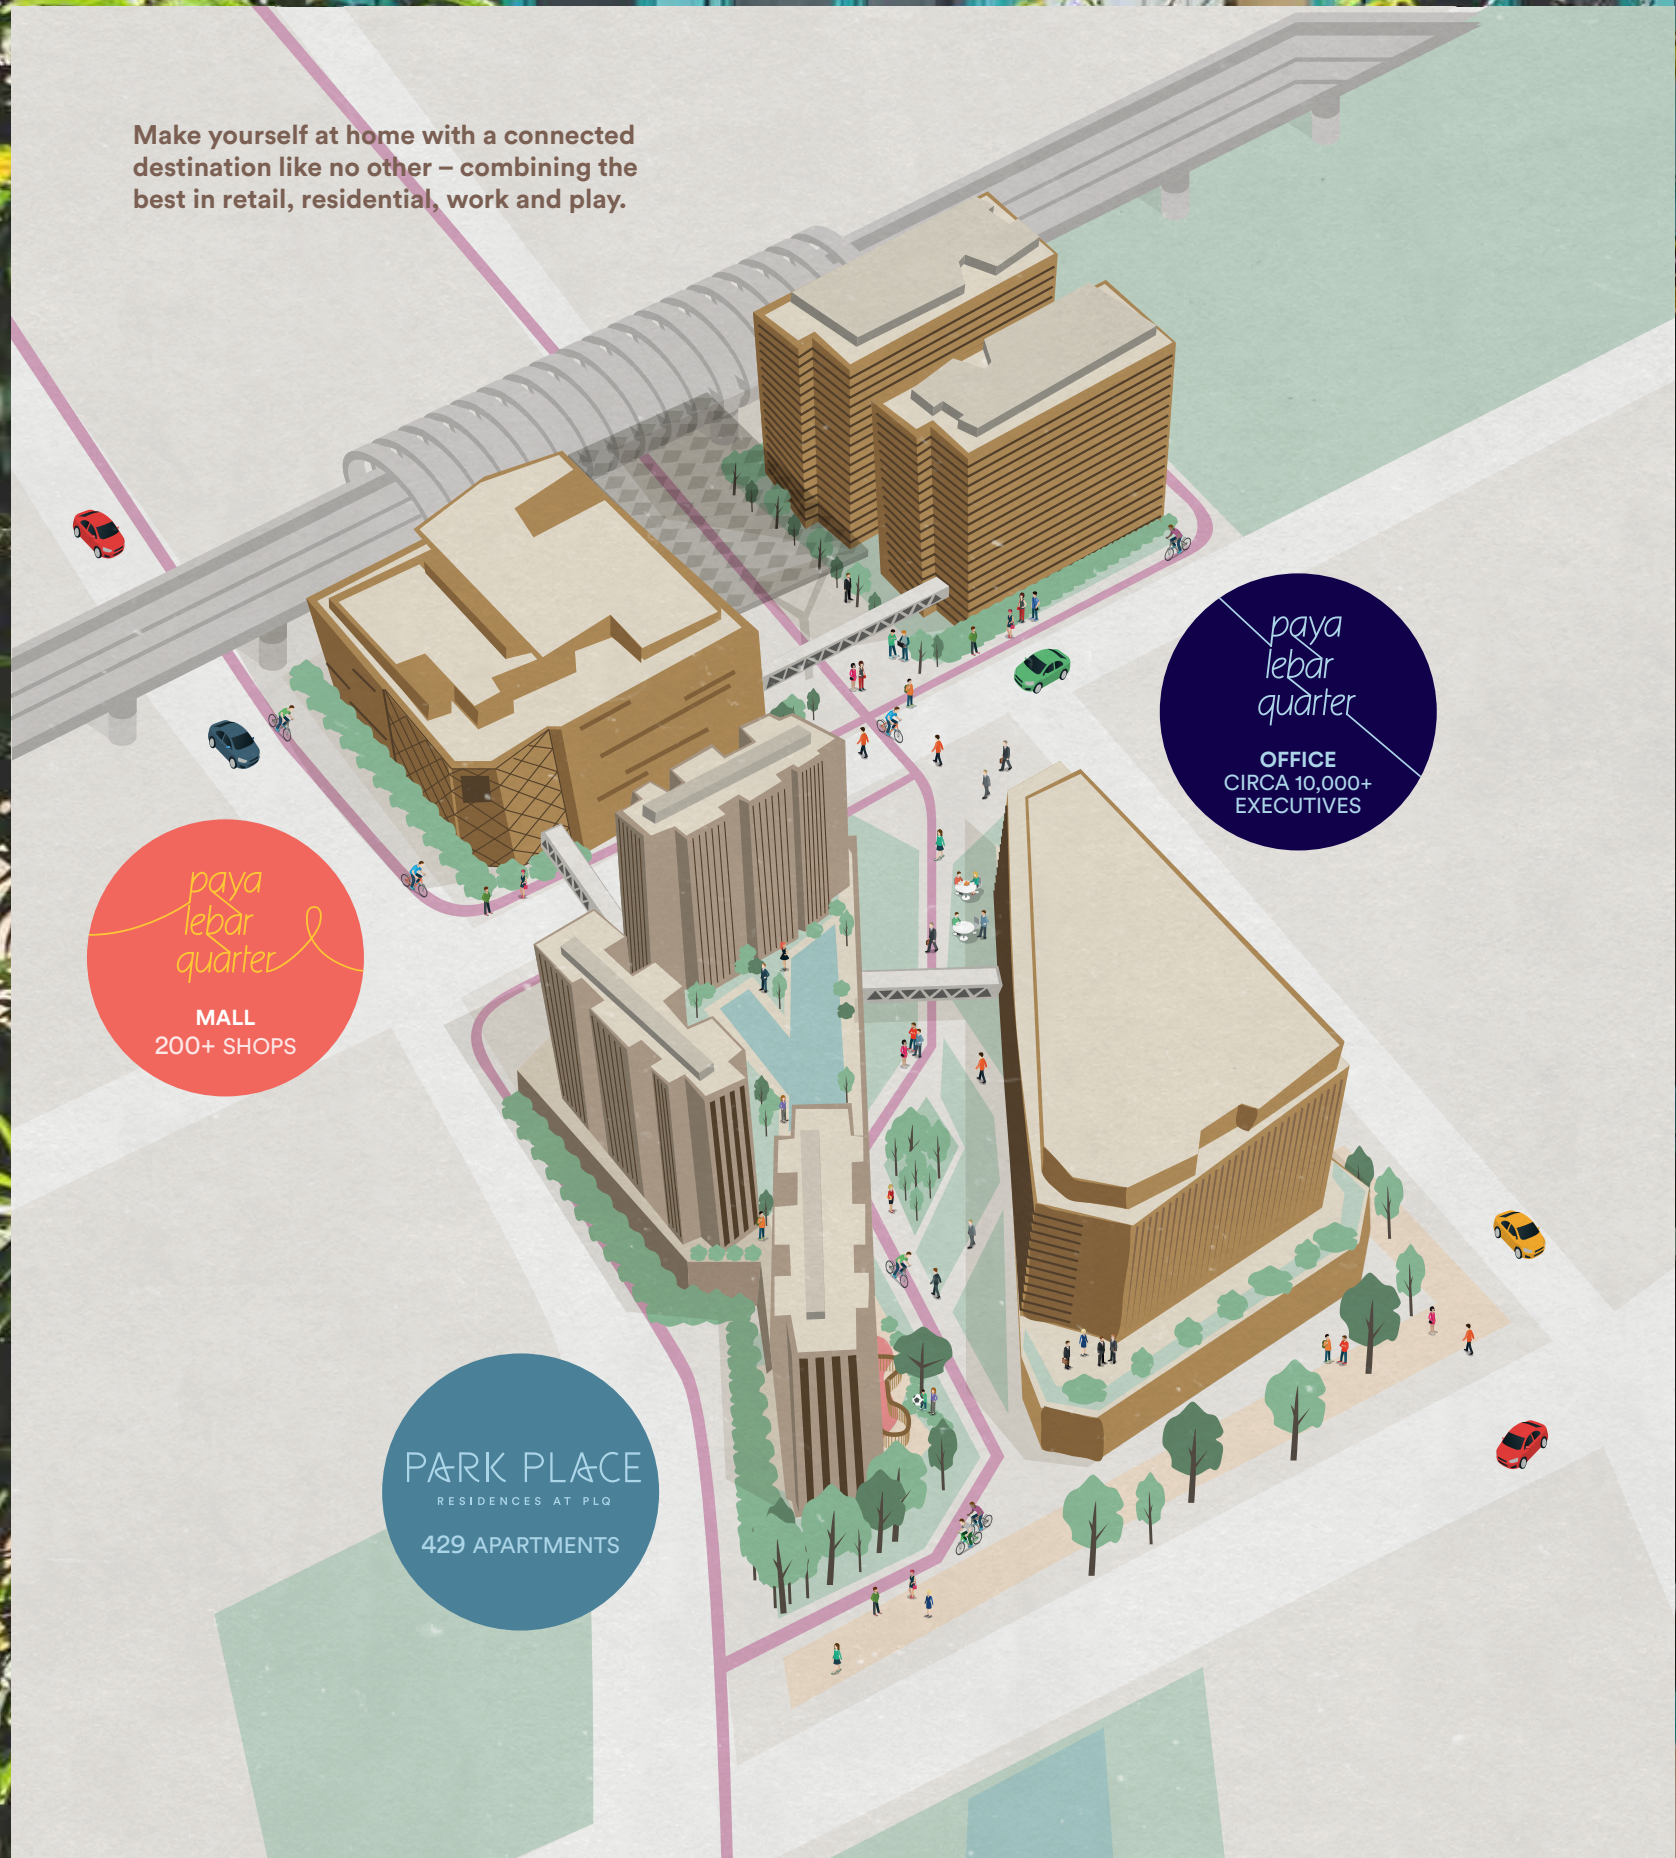 Make yourself at home with a connected
destination like no other – combining the
best in retail, residential, work and play.
paya
lebar
quarter
OFFICE
CIRCA 10,000+
EXECUTIVES
paya
lebar
quarter
MALL
200+ SHOPS
PARK PLACE
RESIDENCES AT PLQ
429 APARTMENTS